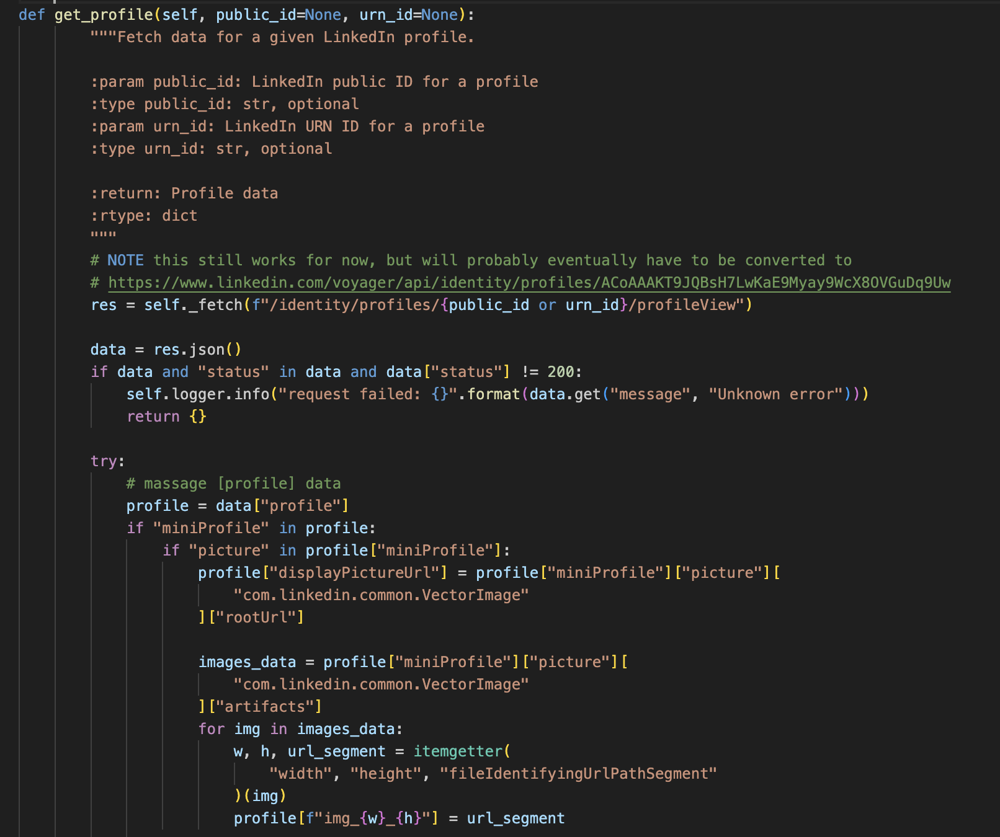 def get_profile(self, public_id=None, urn_id=None):
"""Fetch data for a given LinkedIn profile.
:param public_id: LinkedIn public ID for a profile
:type public_id: str, optional
:param urn_id: LinkedIn URN ID for a profile
:type urn_id: str, optional
:return: Profile data
:rtype: dict
"""
# NOTE this still works for now, but will probably eventually have to be converted to
# https://www.linkedin.com/voyager/api/identity/profiles/ACoAAAKT9JQBsH7LwKaE9Myay9WcX8OVGuDq9Uw
res = self._fetch(f"/identity/profiles/{public_id or urn_id}/profileView")
data = res.json()
if data and "status" in data and data["status"] != 200:
self.logger.info("request failed: {}".format(data.get("message", "Unknown error")))
return {}
try:
# massage [profile] data
profile = data["profile"]
if "miniProfile" in profile:
if "picture" in profile["miniProfile"]:
profile["displayPictureUrl"] = profile["miniProfile"]["picture"][
"com.linkedin.common.VectorImage"
]["rootUrl"]
images_data = profile["miniProfile"]["picture"][
"com.linkedin.common.VectorImage"
]["artifacts"]
for img in images_data:
w, h, url_segment = itemgetter(
"width", "height", "fileIdentifyingUrlPathSegment"
)(img)
profile[f"img_{w}_{h}"] = url_segment